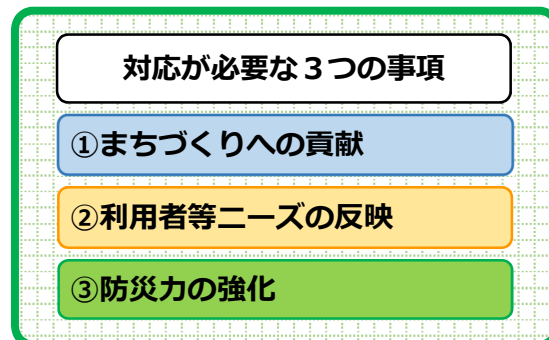 対応が必要な３つの事項
①まちづくりへの貢献
②利用者等ニーズの反映
③防災力の強化